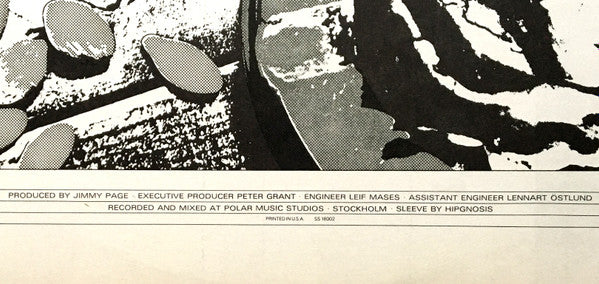 PRODUCED BY JIMMY PAGE · EXECUTIVE PRODUCER PETER GRANT · ENGINEER LEIF MASES · ASSISTANT ENGINEER LENNART OSTLUND
RECORDED AND MIXED AT POLAR MUSIC STUDIOS · STOCKHOLM · SLEEVE BY HIPGNOSIS
PRINTED IN U.S.A. SS 16002